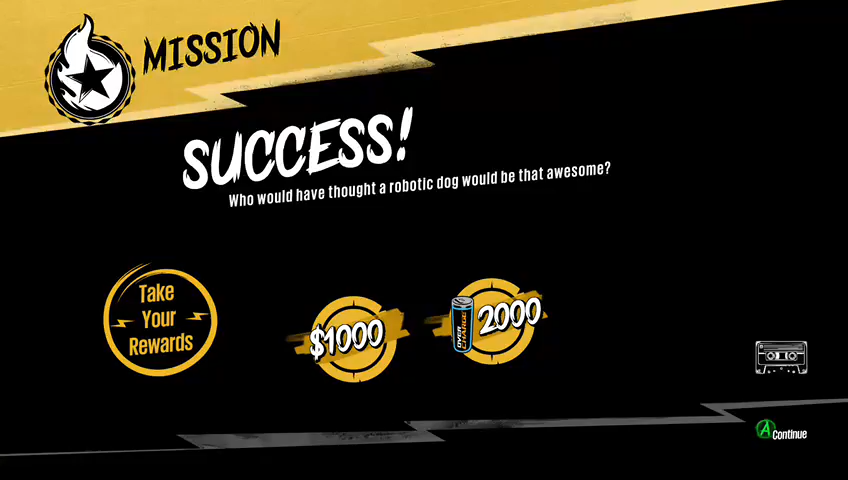 MISSION
SUCCESS!
Who would have thought a robotic dog would be that awesome?
Take
Your
Rewards
$1000
OVER
CHARGE
2000
A Continue